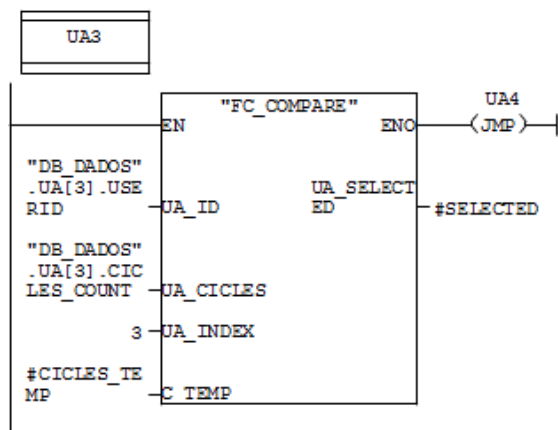 UA3
"FC_COMPARE"
UA4
EN
ENO
(JMP)
"DB_DADOS"
.UA[3].USE
RID
UA_ID
UA_SELECT
ED
#SELECTED
"DB_DADOS"
.UA[3].CIC
LES_COUNT
UA_CICLES
3
UA_INDEX
#CICLES_TE
MP
C_TEMP